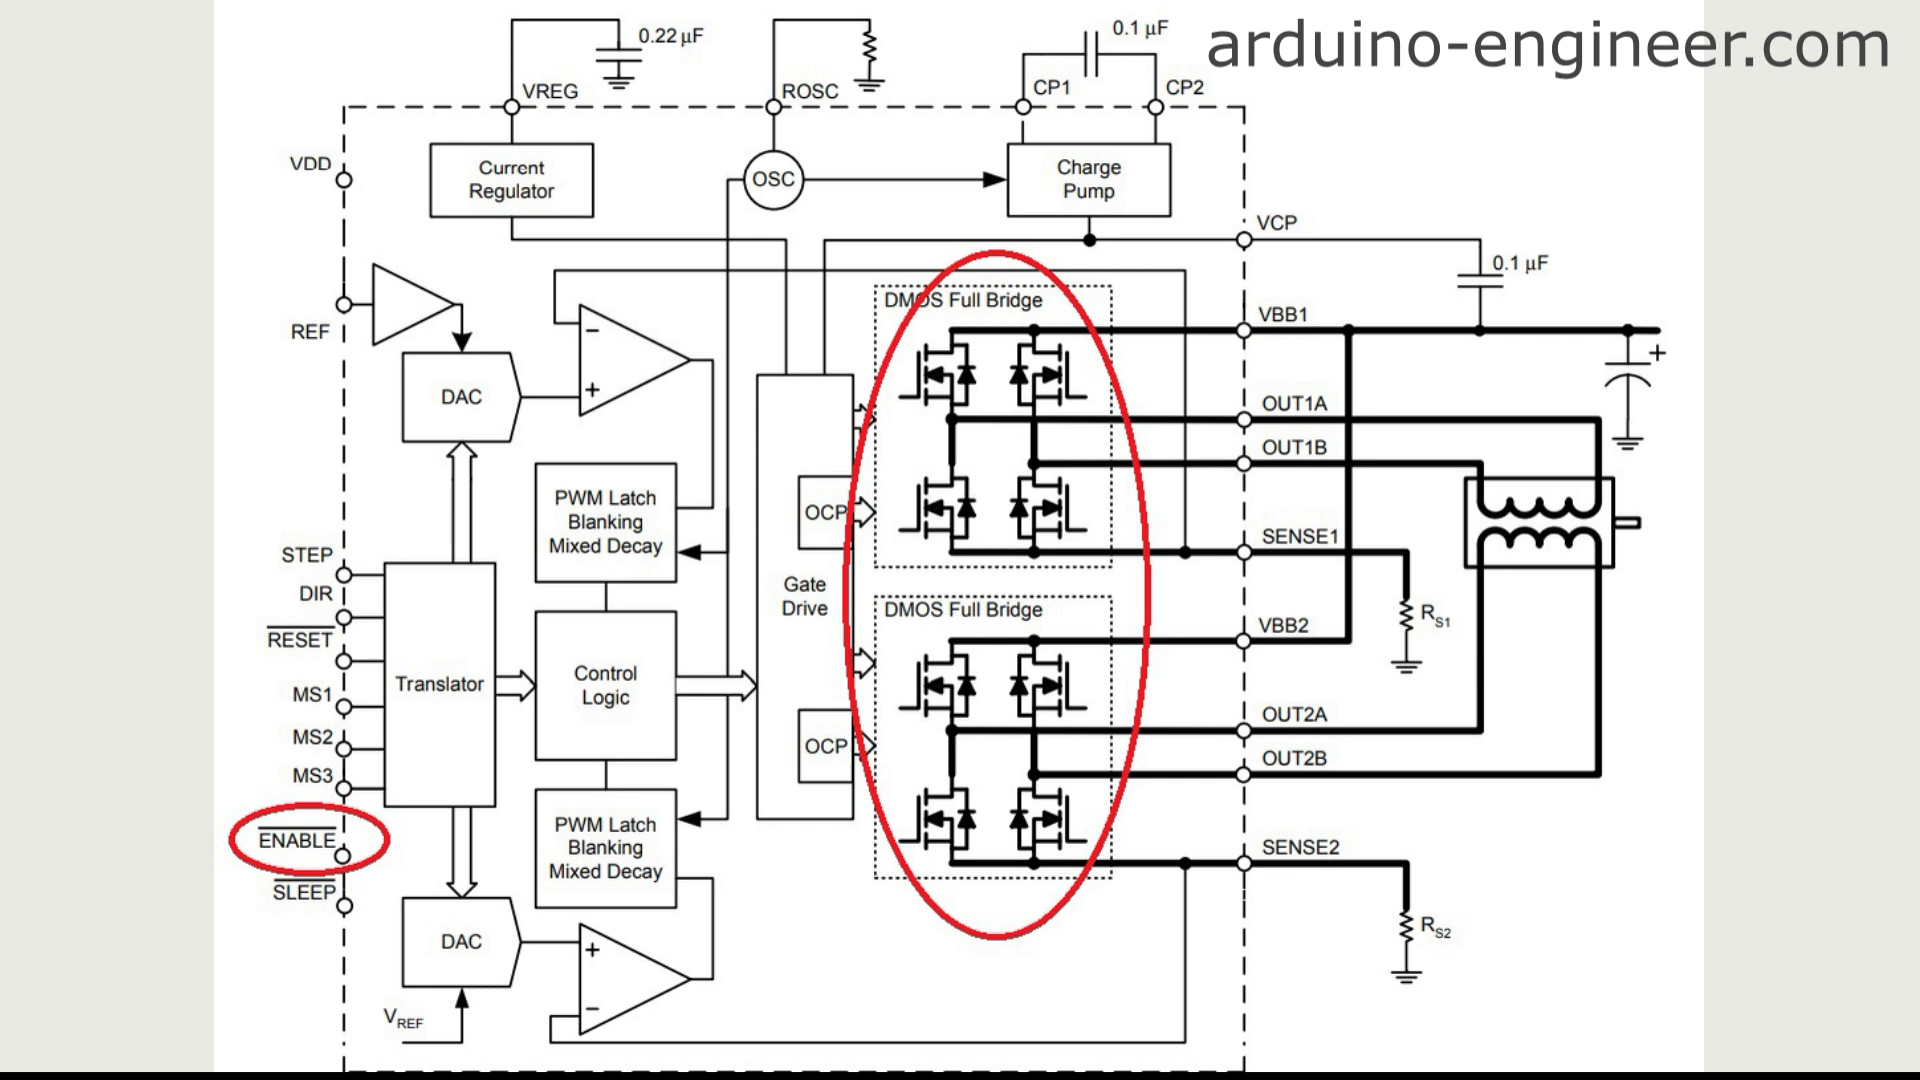 arduino-engineer.com
0.22 µF
0.1 µF
VREG
ROSC
CP1
CP2
VDD
Current
Regulator
OSC
Charge
Pump
VCP
0.1 µF
REF
DMOS Full Bridge
VBB1
+
DAC
−
+
OUT1A
OUT1B
PWM Latch
Blanking
Mixed Decay
OCP
SENSE1
STEP
DIR
RESET
MS1
MS2
MS3
ENABLE
SLEEP
Translator
Control
Logic
Gate
Drive
DMOS Full Bridge
RS1
VBB2
OUT2A
OUT2B
OCP
PWM Latch
Blanking
Mixed Decay
SENSE2
RS2
DAC
+
−
VREF